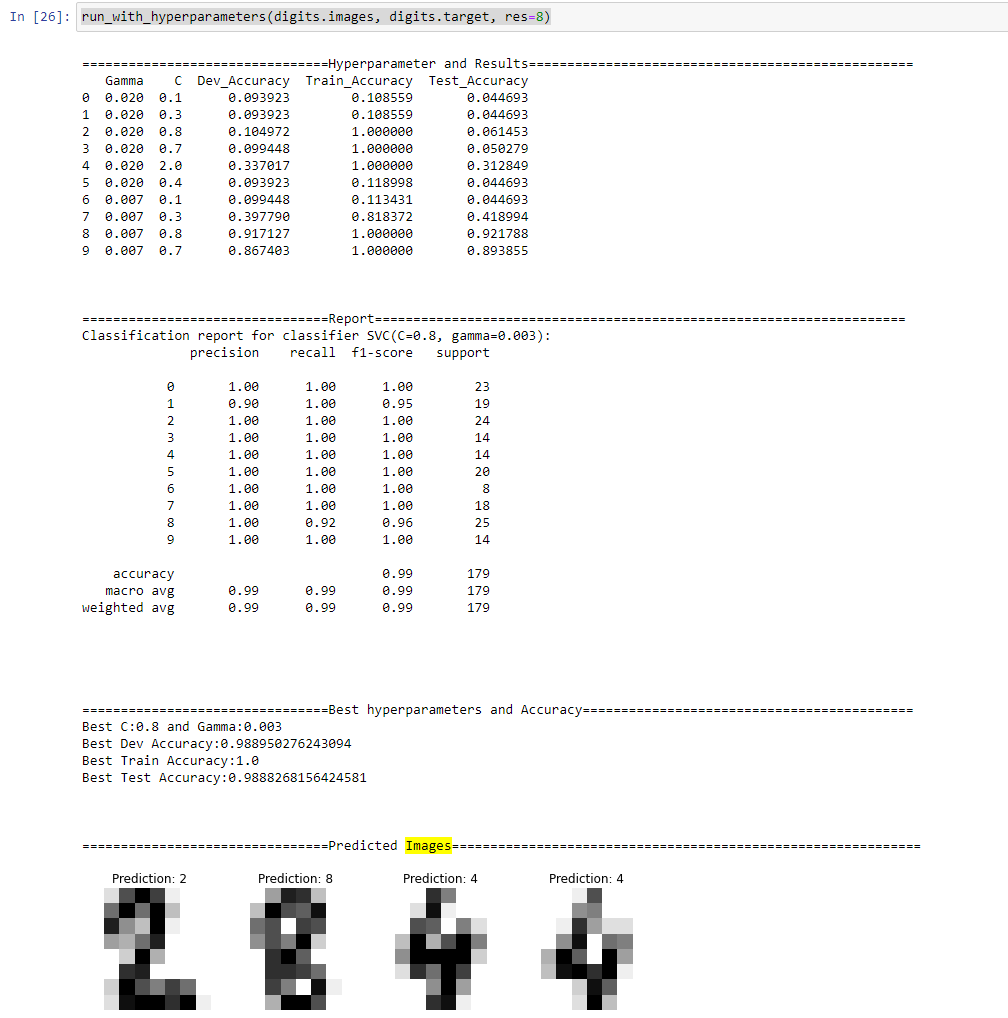 In [26]: run_with_hyperparameters(digits.images, digits.target, res=8)
================================Hyperparameter and Results==================================================
Gamma C Dev_Accuracy Train_Accuracy Test_Accuracy
0 0.020 0.1 0.093923 0.108559 0.044693
1 0.020 0.3 0.093923 0.108559 0.044693
2 0.020 0.8 0.104972 1.000000 0.061453
3 0.020 0.7 0.099448 1.000000 0.050279
4 0.020 2.0 0.337017 1.000000 0.312849
5 0.020 0.4 0.093923 0.118998 0.044693
6 0.007 0.1 0.099448 0.113431 0.044693
7 0.007 0.3 0.397790 0.818372 0.418994
8 0.007 0.8 0.917127 1.000000 0.921788
9 0.007 0.7 0.867403 1.000000 0.893855
================================Report=====================================================================
Classification report for classifier SVC(C=0.8, gamma=0.003):
precision recall f1-score support
0 1.00 1.00 1.00 23
1 0.90 1.00 0.95 19
2 1.00 1.00 1.00 24
3 1.00 1.00 1.00 14
4 1.00 1.00 1.00 14
5 1.00 1.00 1.00 20
6 1.00 1.00 1.00 8
7 1.00 1.00 1.00 18
8 1.00 0.92 0.96 25
9 1.00 1.00 1.00 14
accuracy 0.99 179
macro avg 0.99 0.99 0.99 179
weighted avg 0.99 0.99 0.99 179
================================Best hyperparameters and Accuracy===========================================
Best C:0.8 and Gamma:0.003
Best Dev Accuracy:0.988950276243094
Best Train Accuracy:1.0
Best Test Accuracy:0.9888268156424581
================================Predicted Images=============================================================
Prediction: 2 Prediction: 8 Prediction: 4 Prediction: 4